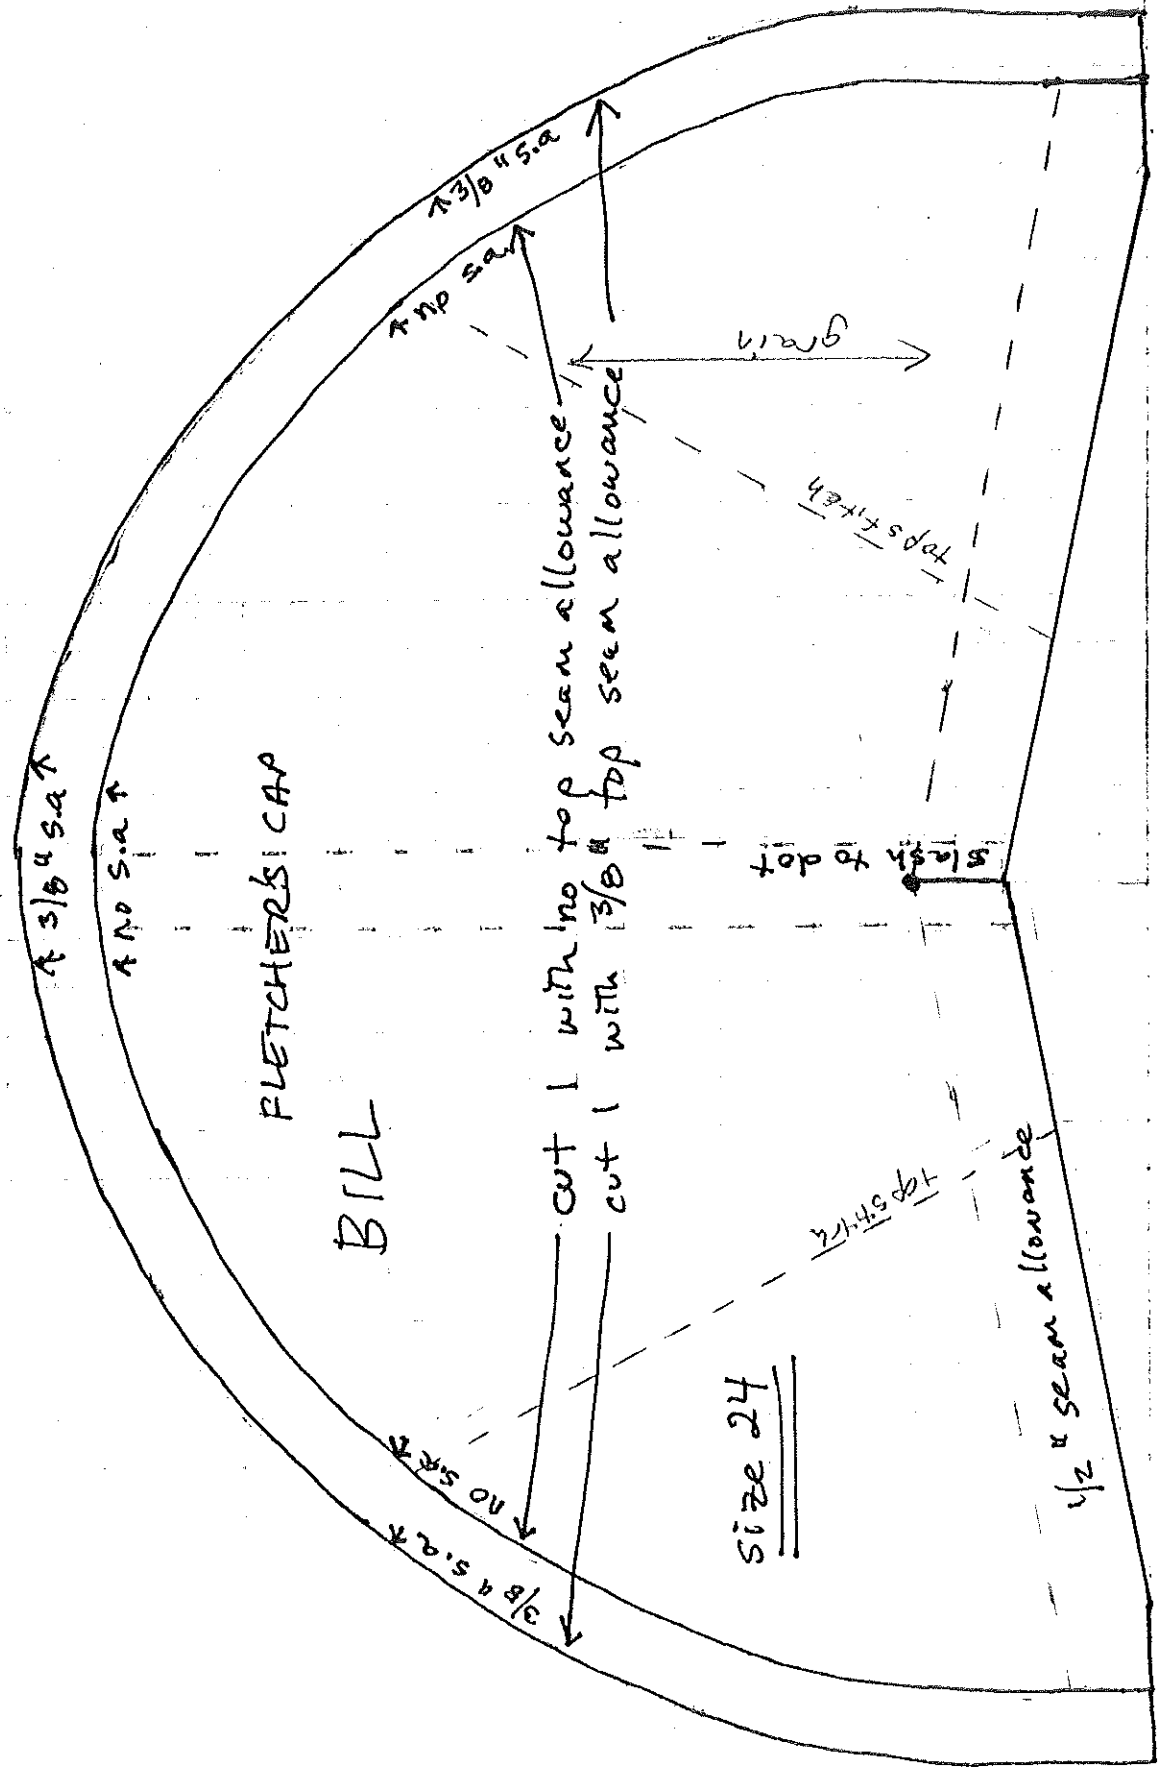 ↑ 3/8" s.a ↑
↑ no s.a ↑
FLETCHER'S CAP
BILL
cut 1 with no top seam allowance
cut 1 with 3/8" top seam allowance
3/8" s.a ↑
no s.a ↑
↑ no s.a.
↑ 3/8" s.a
size 24
1/2" seam allowance
slash to dot
topstitch
topstitch
grain